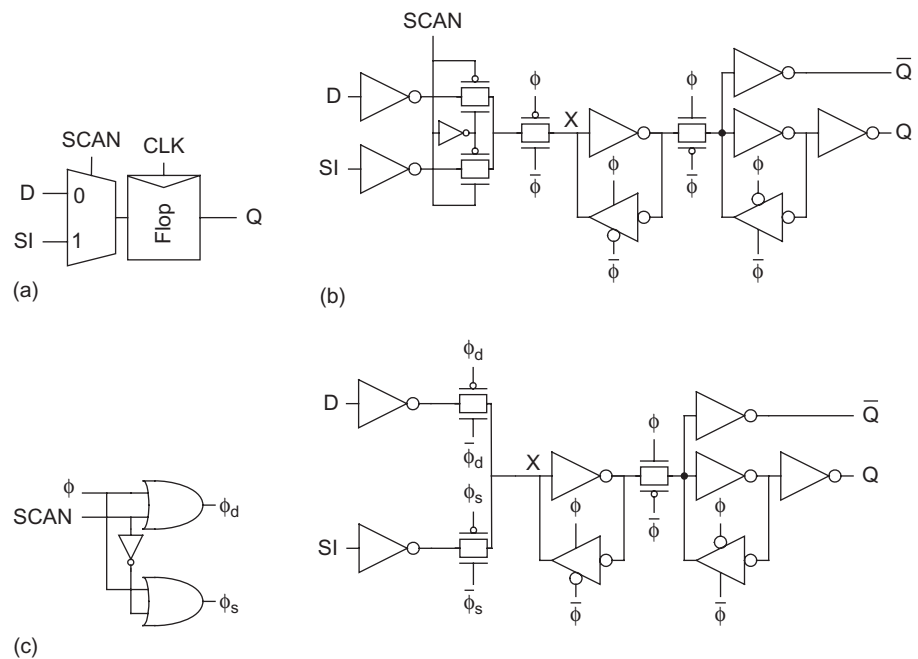 SCAN
CLK
D
0
SI
1
Flop
Q
(a)
SCAN
D
SI
ϕ
ϕ̅
X
ϕ
ϕ̅
ϕ
ϕ̅
ϕ
ϕ̅
Q̅
Q
(b)
ϕ
SCAN
ϕd
ϕs
(c)
D
SI
ϕd
ϕ̅d
ϕs
ϕ̅s
X
ϕ
ϕ̅
ϕ
ϕ̅
ϕ
ϕ̅
Q̅
Q